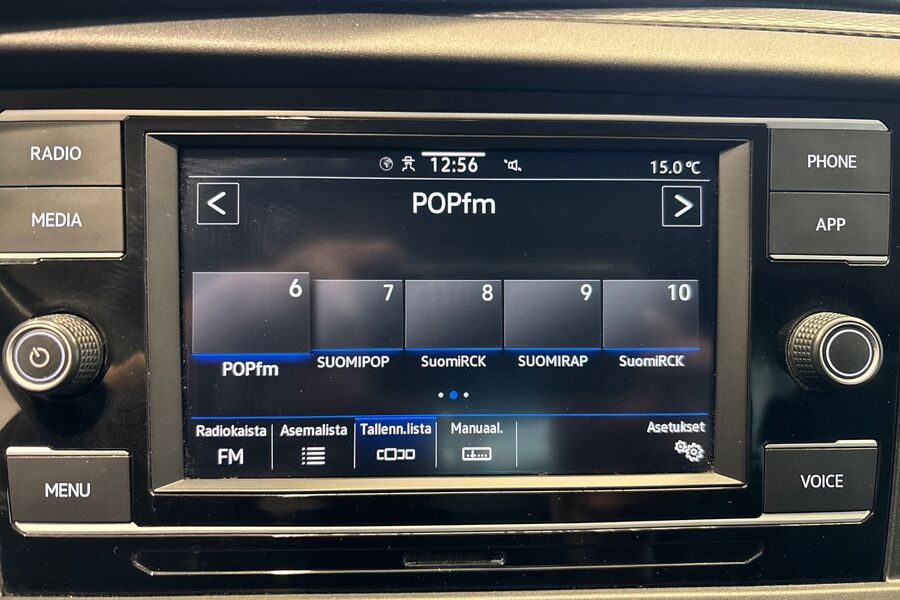 RADIO
MEDIA
MENU
12:56
15.0 °C
<
POPfm
>
6
7
8
9
10
POPfm
SUOMIPOP
SuomiRCK
SUOMIRAP
SuomiRCK
Radiokaista
Asemalista
Tallenn.lista
Manuaal.
Asetukset
FM
PHONE
APP
VOICE